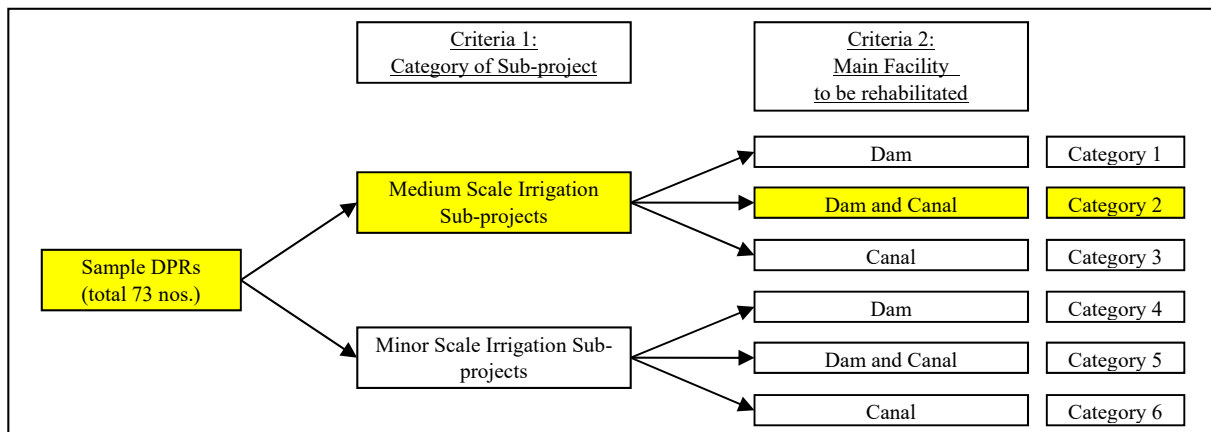 Criteria 1:
Category of Sub-project
Criteria 2:
Main Facility
to be rehabilitated
Dam
Category 1
Medium Scale Irrigation
Sub-projects
Dam and Canal
Category 2
Canal
Category 3
Sample DPRs
(total 73 nos.)
Dam
Category 4
Minor Scale Irrigation Sub-
projects
Dam and Canal
Category 5
Canal
Category 6